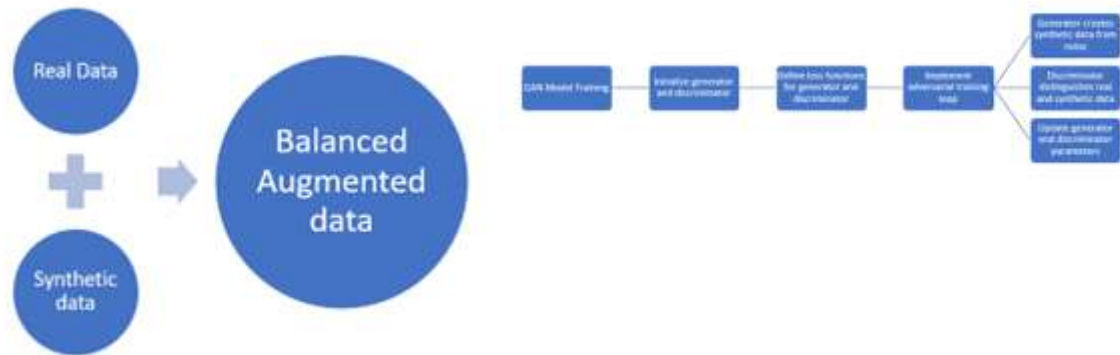 Real Data
Synthetic
data
Balanced
Augmented
data
GAN Model Training
Initialize generator
and discriminator
Define loss functions
for generator and
discriminator
Implement
adversarial training
loop
Generator creates
synthetic data from
noise
Discriminator
distinguishes real
and synthetic data
Update generator
and discriminator
parameters